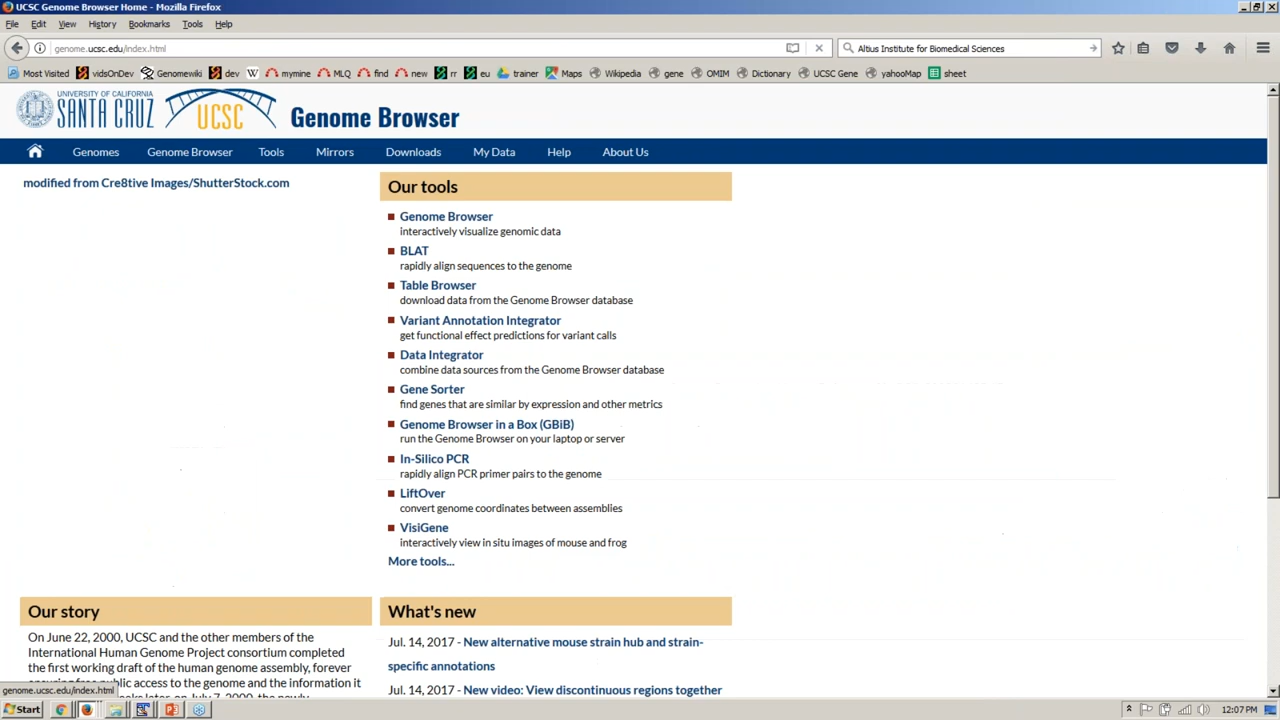 UCSC Genome Browser Home - Mozilla Firefox
File Edit View History Bookmarks Tools Help
genome.ucsc.edu/index.html
Altius Institute for Biomedical Sciences
Most Visited vidsOnDev Genomewiki dev mymine MLQ find new rr eu trainer Maps Wikipedia gene OMIM Dictionary UCSC Gene yahooMap sheet
UNIVERSITY OF CALIFORNIA
SANTA CRUZ
UCSC
Genome Browser
Genomes Genome Browser Tools Mirrors Downloads My Data Help About Us
modified from Cre8tive Images/ShutterStock.com
Our tools
Genome Browser
interactively visualize genomic data
BLAT
rapidly align sequences to the genome
Table Browser
download data from the Genome Browser database
Variant Annotation Integrator
get functional effect predictions for variant calls
Data Integrator
combine data sources from the Genome Browser database
Gene Sorter
find genes that are similar by expression and other metrics
Genome Browser in a Box (GBiB)
run the Genome Browser on your laptop or server
In-Silico PCR
rapidly align PCR primer pairs to the genome
LiftOver
convert genome coordinates between assemblies
VisiGene
interactively view in situ images of mouse and frog
More tools...
Our story
On June 22, 2000, UCSC and the other members of the
International Human Genome Project consortium completed
the first working draft of the human genome assembly, forever
ensuring free public access to the genome and the information it
weeks later, on July 7, 2000, the newly
What's new
Jul. 14, 2017 - New alternative mouse strain hub and strain-
specific annotations
Jul. 14, 2017 - New video: View discontinuous regions together
genome.ucsc.edu/index.html
Start
12:07 PM